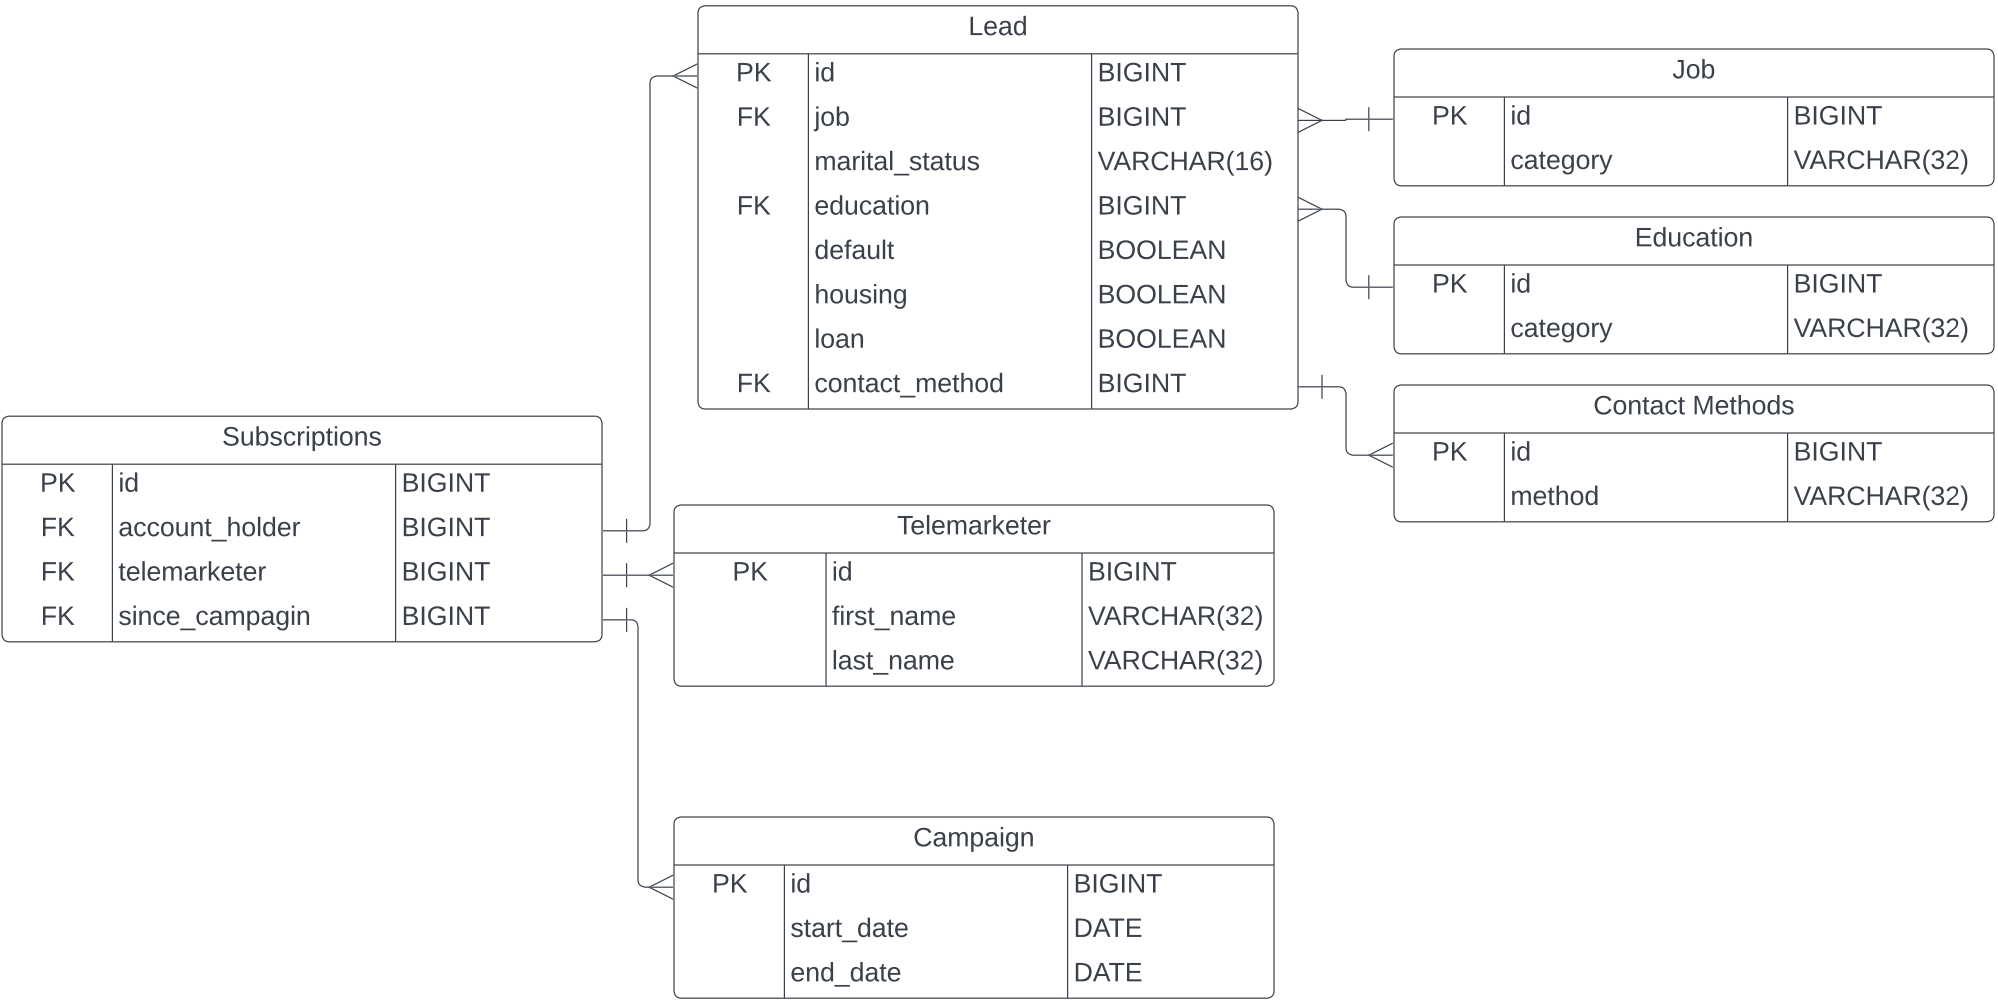 Lead
PK id BIGINT
FK job BIGINT
marital_status VARCHAR(16)
FK education BIGINT
default BOOLEAN
housing BOOLEAN
loan BOOLEAN
FK contact_method BIGINT
Job
PK id BIGINT
category VARCHAR(32)
Education
PK id BIGINT
category VARCHAR(32)
Contact Methods
PK id BIGINT
method VARCHAR(32)
Subscriptions
PK id BIGINT
FK account_holder BIGINT
FK telemarketer BIGINT
FK since_campagin BIGINT
Telemarketer
PK id BIGINT
first_name VARCHAR(32)
last_name VARCHAR(32)
Campaign
PK id BIGINT
start_date DATE
end_date DATE